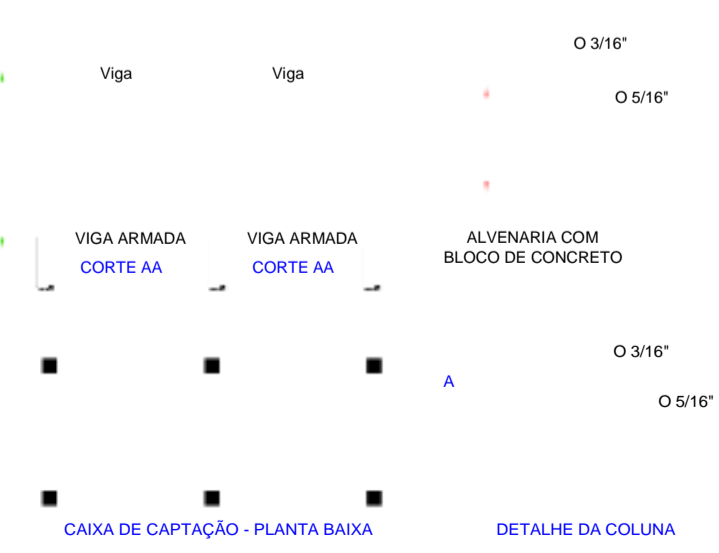 O 3/16"
Viga
Viga
O 5/16"
VIGA ARMADA
VIGA ARMADA
ALVENARIA COM
BLOCO DE CONCRETO
CORTE AA
CORTE AA
O 3/16"
A
O 5/16"
CAIXA DE CAPTAÇÃO - PLANTA BAIXA
DETALHE DA COLUNA